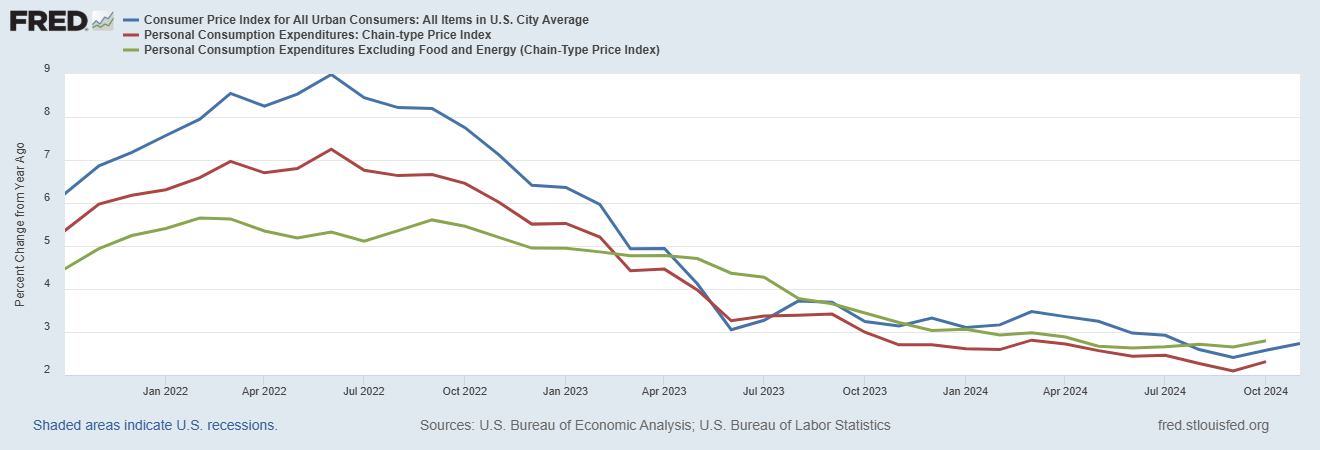 FRED
Consumer Price Index for All Urban Consumers: All Items in U.S. City Average
Personal Consumption Expenditures: Chain-type Price Index
Personal Consumption Expenditures Excluding Food and Energy (Chain-Type Price Index)
9
8
7
6
5
4
3
2
Percent Change from Year Ago
Jan 2022 Apr 2022 Jul 2022 Oct 2022 Jan 2023 Apr 2023 Jul 2023 Oct 2023 Jan 2024 Apr 2024 Jul 2024 Oct 2024
Shaded areas indicate U.S. recessions. Sources: U.S. Bureau of Economic Analysis; U.S. Bureau of Labor Statistics fred.stlouisfed.org